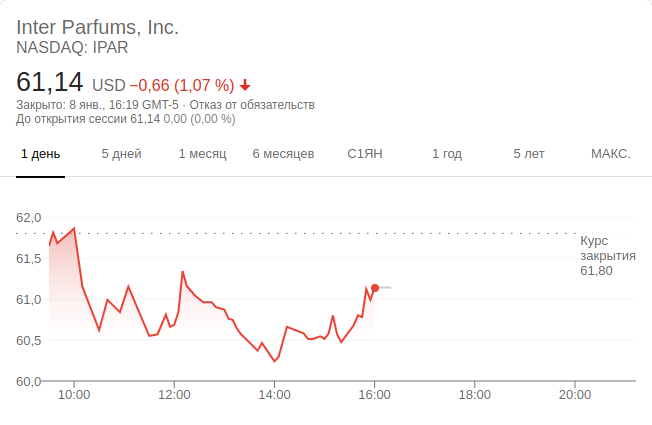 Inter Parfums, Inc.
NASDAQ: IPAR
61,14 USD −0,66 (1,07 %)
Закрыто: 8 янв., 16:19 GMT-5 · Отказ от обязательств
До открытия сессии 61,14 0,00 (0,00 %)
1 день 5 дней 1 месяц 6 месяцев С1ЯН 1 год 5 лет МАКС.
62,0
Курс
закрытия
61,80
61,5
61,0
60,5
60,0
10:00 12:00 14:00 16:00 18:00 20:00